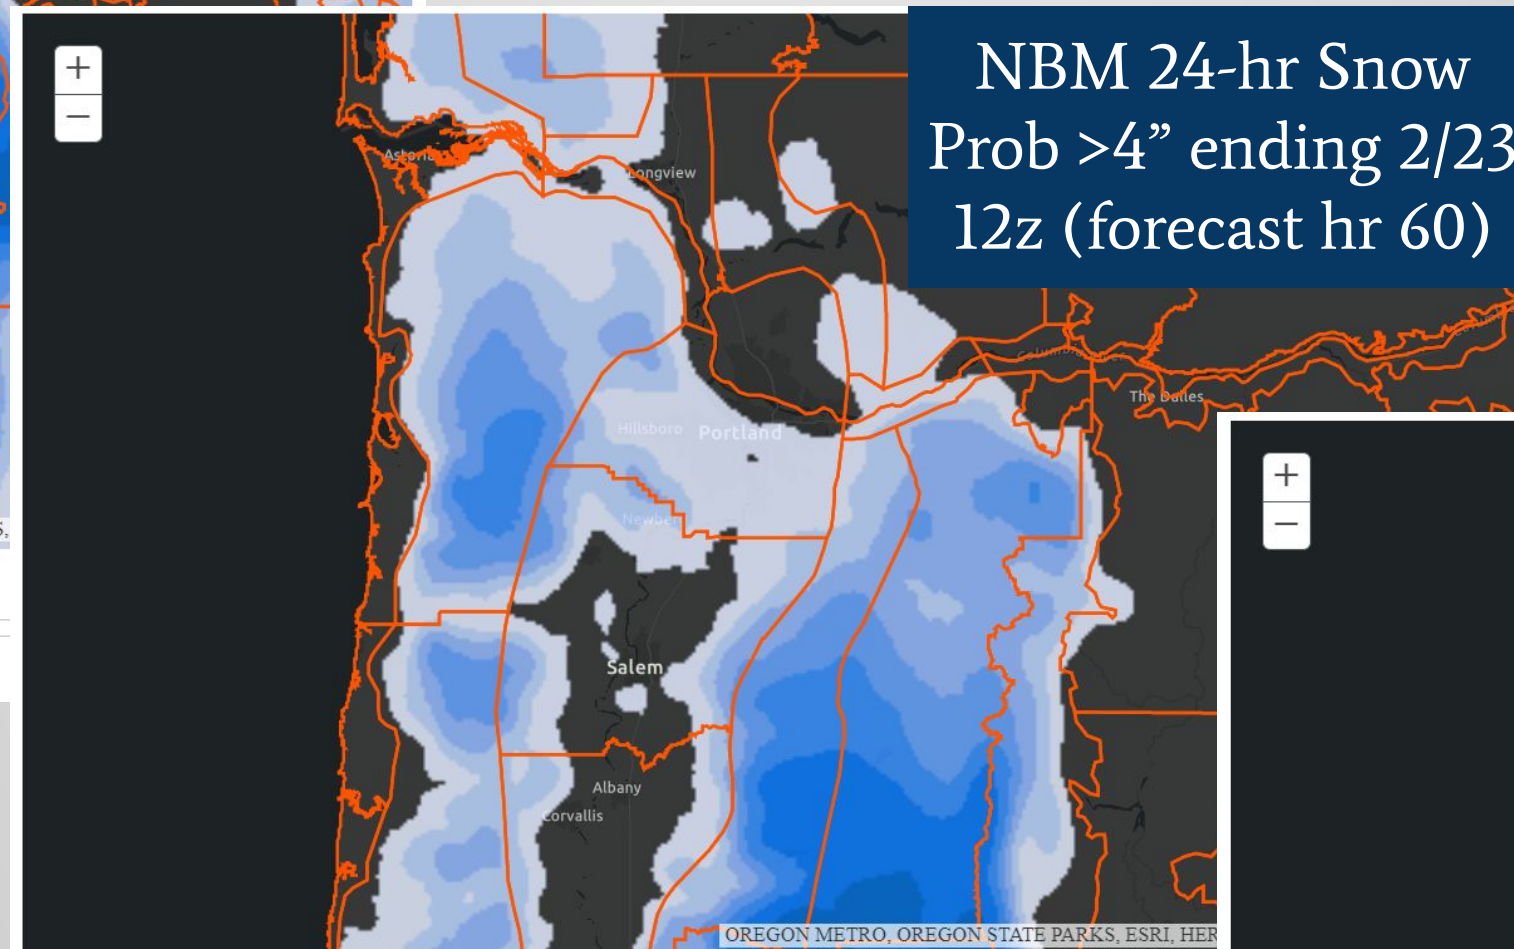 +
−
NBM 24-hr Snow
Prob >4” ending 2/23
12z (forecast hr 60)
Astoria
Longview
The Dalles
Hillsboro Portland
+
−
Salem
Albany
Corvallis
OREGON METRO, OREGON STATE PARKS, ESRI, HER